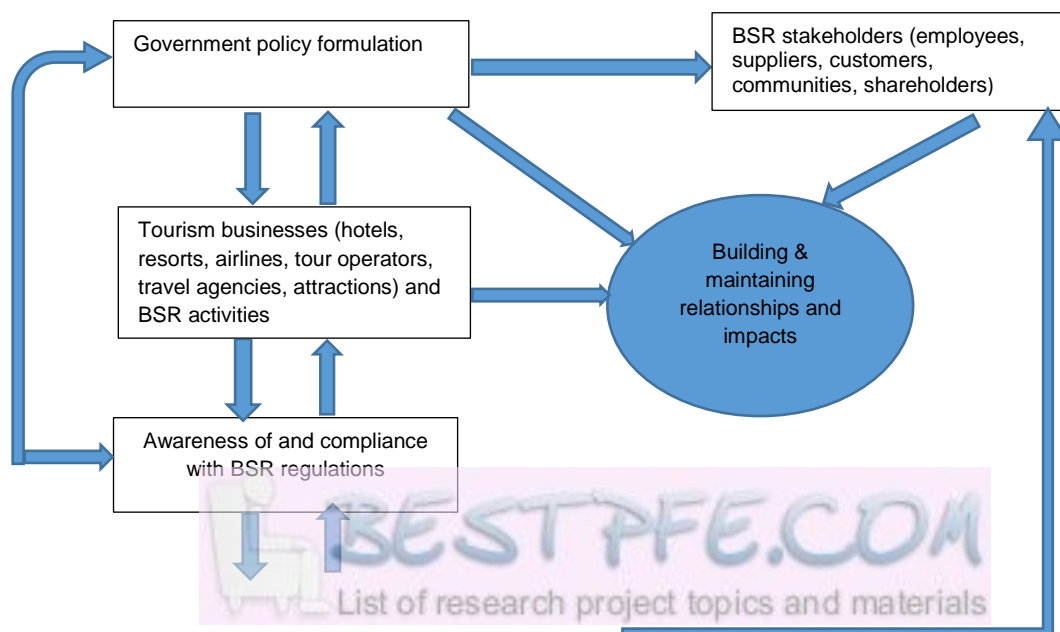 Government policy formulation
BSR stakeholders (employees,
suppliers, customers,
communities, shareholders)
Tourism businesses (hotels,
resorts, airlines, tour operators,
travel agencies, attractions) and
BSR activities
Building &
maintaining
relationships and
impacts
Awareness of and compliance
with BSR regulations
BESTPFE.COM
List of research project topics and materials